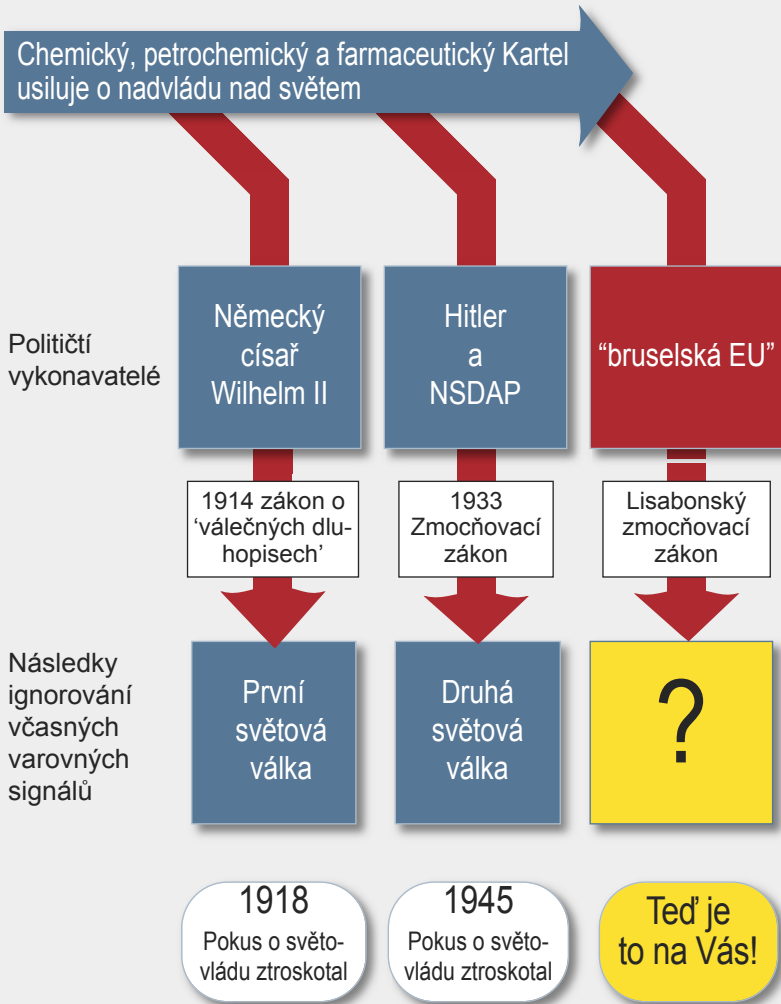 Chemický, petrochemický a farmaceutický Kartel
usiluje o nadvládu nad světem
Političtí
vykonavatelé
Německý
císař
Wilhelm II
Hitler
a
NSDAP
“bruselská EU”
1914 zákon o
‘válečných dlu-
hopisech’
1933
Zmocňovací
zákon
Lisabonský
zmocňovací
zákon
Následky
ignorování
včasných
varovných
signálů
První
světová
válka
Druhá
světová
válka
?
1918
Pokus o světo-
vládu ztroskotal
1945
Pokus o světo-
vládu ztroskotal
Teď je
to na Vás!